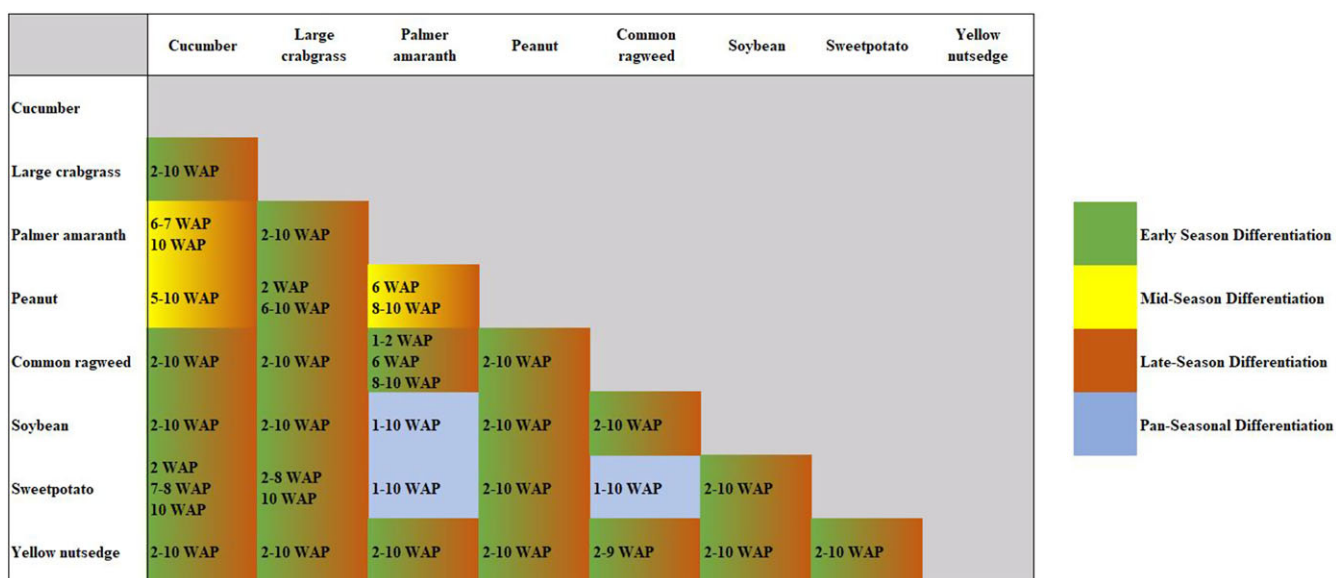 Cucumber Large crabgrass Palmer amaranth Peanut Common ragweed Soybean Sweetpotato Yellow nutsedge
Cucumber
Large crabgrass 2-10 WAP
Palmer amaranth 6-7 WAP 10 WAP 2-10 WAP
Peanut 5-10 WAP 2 WAP 6-10 WAP 6 WAP 8-10 WAP
Common ragweed 2-10 WAP 2-10 WAP 1-2 WAP 6 WAP 8-10 WAP 2-10 WAP
Soybean 2-10 WAP 2-10 WAP 1-10 WAP 2-10 WAP 2-10 WAP
Sweetpotato 2 WAP 7-8 WAP 10 WAP 2-8 WAP 10 WAP 1-10 WAP 2-10 WAP 1-10 WAP 2-10 WAP
Yellow nutsedge 2-10 WAP 2-10 WAP 2-10 WAP 2-10 WAP 2-9 WAP 2-10 WAP 2-10 WAP
Early Season Differentiation
Mid-Season Differentiation
Late-Season Differentiation
Pan-Seasonal Differentiation